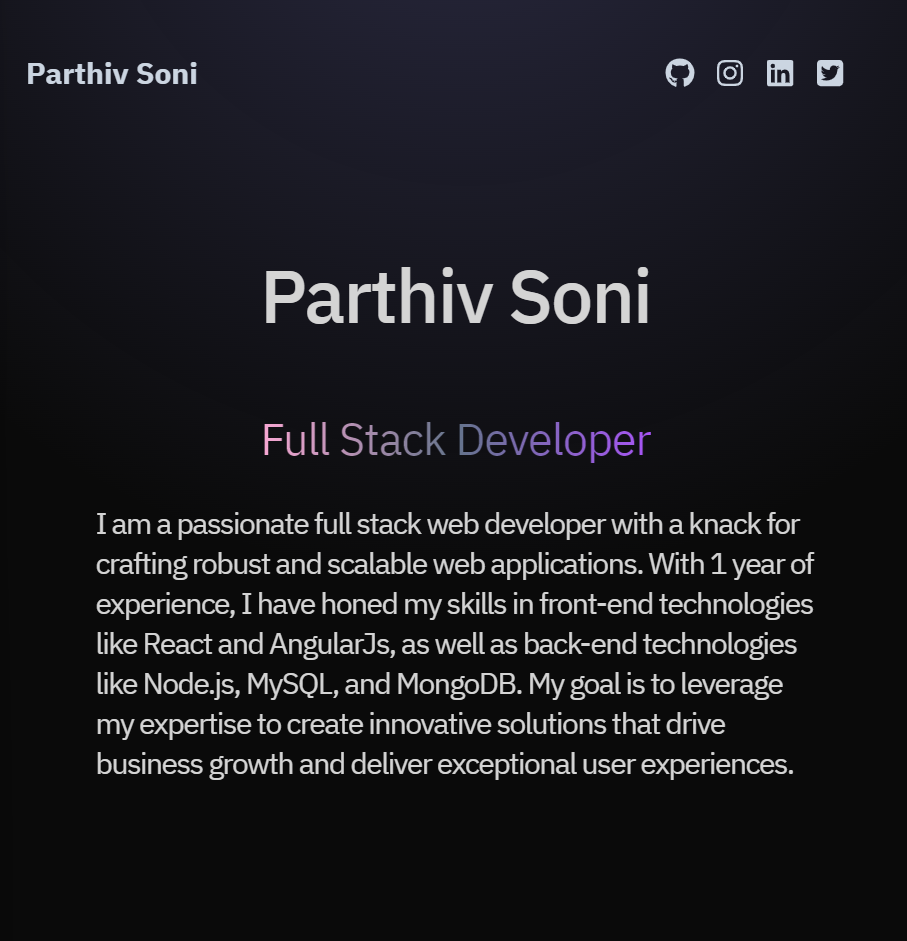 Parthiv Soni
Parthiv Soni
Full Stack Developer
I am a passionate full stack web developer with a knack for
crafting robust and scalable web applications. With 1 year of
experience, I have honed my skills in front-end technologies
like React and AngularJs, as well as back-end technologies
like Node.js, MySQL, and MongoDB. My goal is to leverage
my expertise to create innovative solutions that drive
business growth and deliver exceptional user experiences.